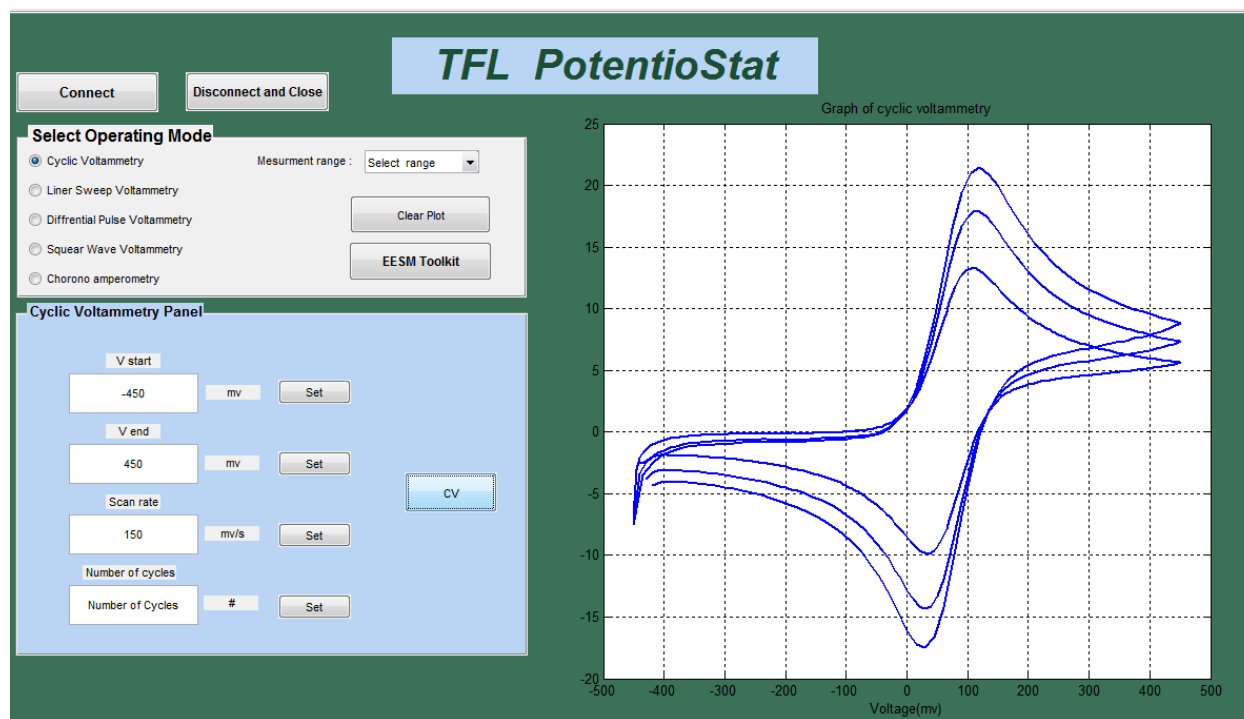 TFL PotentioStat
Connect
Disconnect and Close
Select Operating Mode
Cyclic Voltammetry
Mesurment range :
Select range
Liner Sweep Voltammetry
Diffrential Pulse Voltammetry
Clear Plot
Squear Wave Voltammetry
EESM Toolkit
Chorono amperometry
Cyclic Voltammetry Panel
V start
-450 mv Set
V end
450 mv Set
CV
Scan rate
150 mv/s Set
Number of cycles
Number of Cycles # Set
Graph of cyclic voltammetry
25
20
15
10
5
0
-5
-10
-15
-20
-500 -400 -300 -200 -100 0 100 200 300 400 500
Voltage(mv)